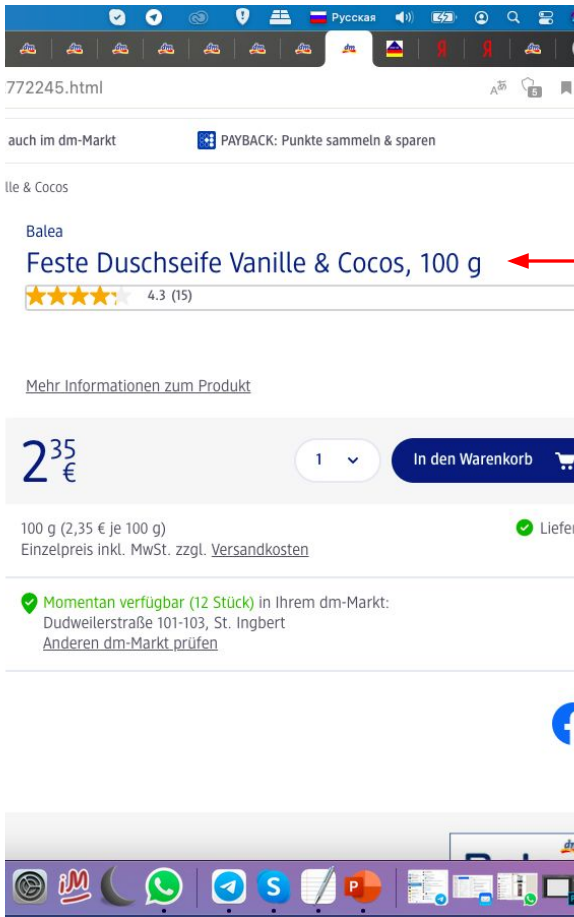 Русская
772245.html
5
auch im dm-Markt
PAYBACK: Punkte sammeln & sparen
lle & Cocos
Balea
Feste Duschseife Vanille & Cocos, 100 g
4.3 (15)
Mehr Informationen zum Produkt
2 35 €
1
In den Warenkorb
100 g (2,35 € je 100 g)
Liefer
Einzelpreis inkl. MwSt. zzgl. Versandkosten
Momentan verfügbar (12 Stück) in Ihrem dm-Markt:
Dudweilerstraße 101-103, St. Ingbert
Anderen dm-Markt prüfen